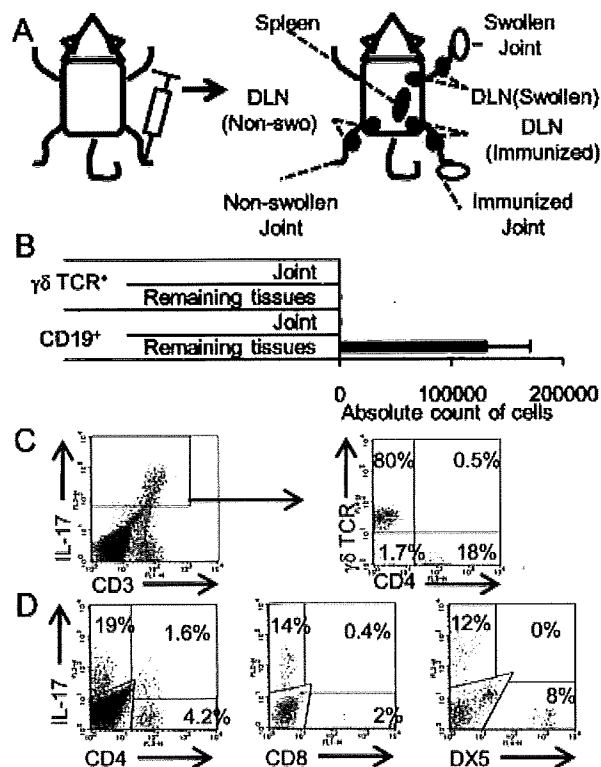 A
Spleen
Swollen
Joint
DLN
(Non-swo)
DLN(Swollen)
DLN
(Immunized)
Non-swollen
Joint
Immunized
Joint
B
γδ TCR+
Joint
Remaining tissues
CD19+
Joint
Remaining tissues
0 100000 200000
Absolute count of cells
C
IL-17
CD3
γδ TCR
80% 0.5%
1.7% 18%
CD4
D
IL-17
19% 1.6%
4.2%
CD4
14% 0.4%
2%
CD8
12% 0%
8%
DX5